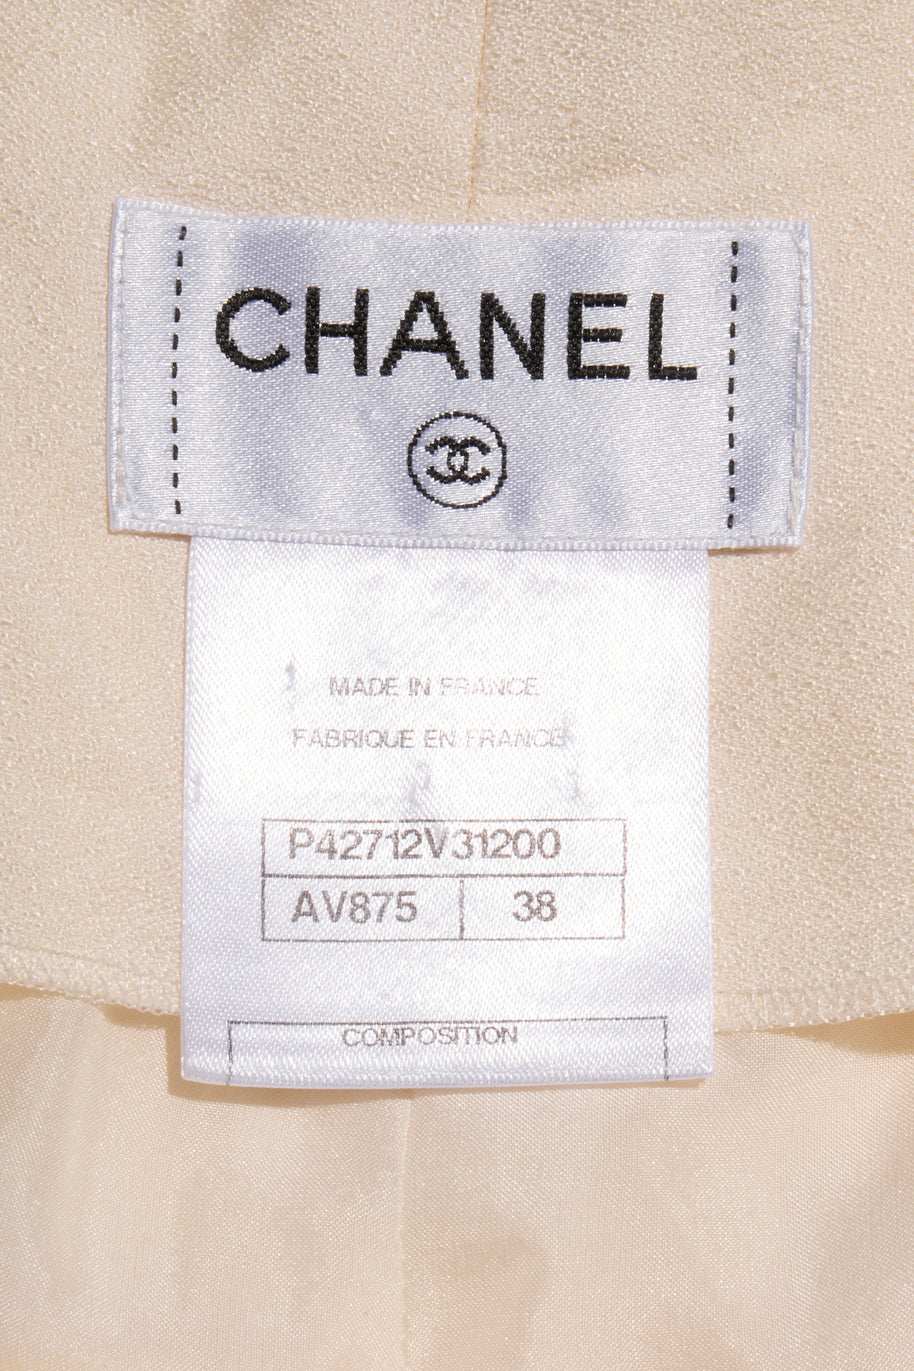 CHANEL
MADE IN FRANCE
FABRIQUE EN FRANCE
P42712V31200
AV875 38
COMPOSITION